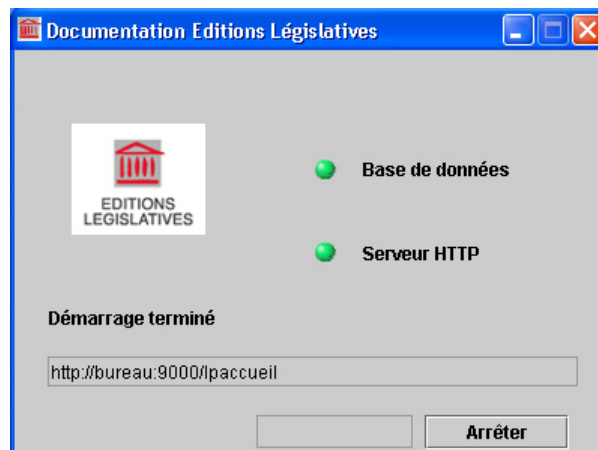 Documentation Editions Législatives
EDITIONS
LEGISLATIVES
Base de données
Serveur HTTP
Démarrage terminé
http://bureau:9000/lpaccueil
Arrêter